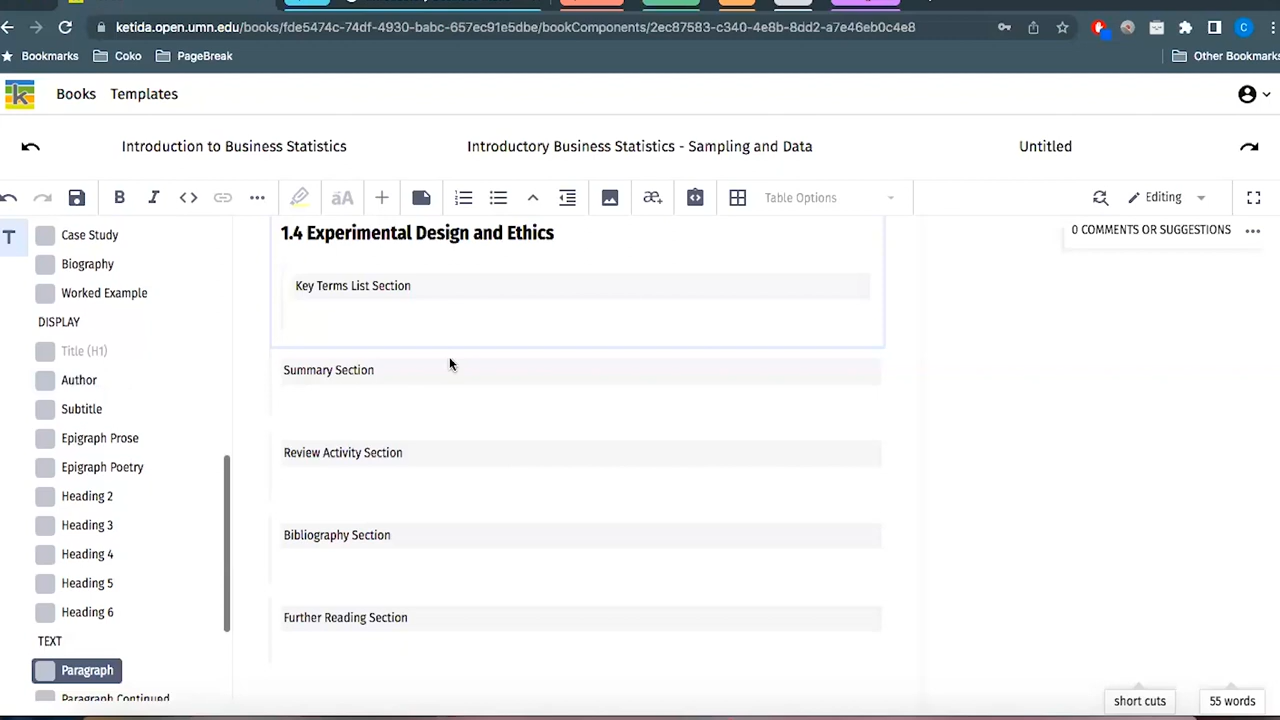 ketida.open.umn.edu/books/fde5474c-74df-4930-babc-657ec91e5dbe/bookComponents/2ec87583-c340-4e8b-8dd2-a7e46eb0c4e8
C
Bookmarks Coko PageBreak Other Bookmarks
k Books Templates
Introduction to Business Statistics Introductory Business Statistics - Sampling and Data Untitled
B I <> ... aA + æ+ Table Options Editing
T
Case Study
Biography
Worked Example
DISPLAY
Title (H1)
Author
Subtitle
Epigraph Prose
Epigraph Poetry
Heading 2
Heading 3
Heading 4
Heading 5
Heading 6
TEXT
Paragraph
Paragraph Continued
1.4 Experimental Design and Ethics
Key Terms List Section
Summary Section
Review Activity Section
Bibliography Section
Further Reading Section
0 COMMENTS OR SUGGESTIONS
short cuts 55 words